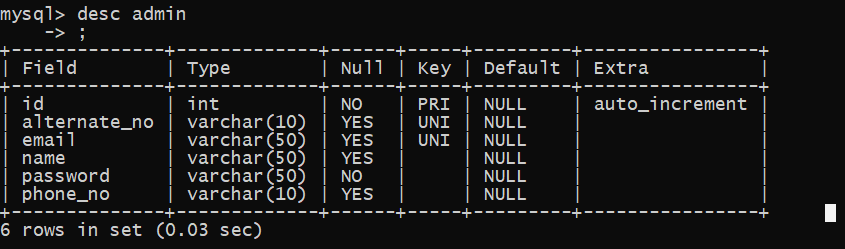 mysql> desc admin
    -> ;
+--------------+-------------+------+-----+---------+----------------+
| Field        | Type        | Null | Key | Default | Extra          |
+--------------+-------------+------+-----+---------+----------------+
| id           | int         | NO   | PRI | NULL    | auto_increment |
| alternate_no | varchar(10) | YES  | UNI | NULL    |                |
| email        | varchar(50) | YES  | UNI | NULL    |                |
| name         | varchar(50) | YES  |     | NULL    |                |
| password     | varchar(50) | NO   |     | NULL    |                |
| phone_no     | varchar(10) | YES  |     | NULL    |                |
+--------------+-------------+------+-----+---------+----------------+
6 rows in set (0.03 sec)